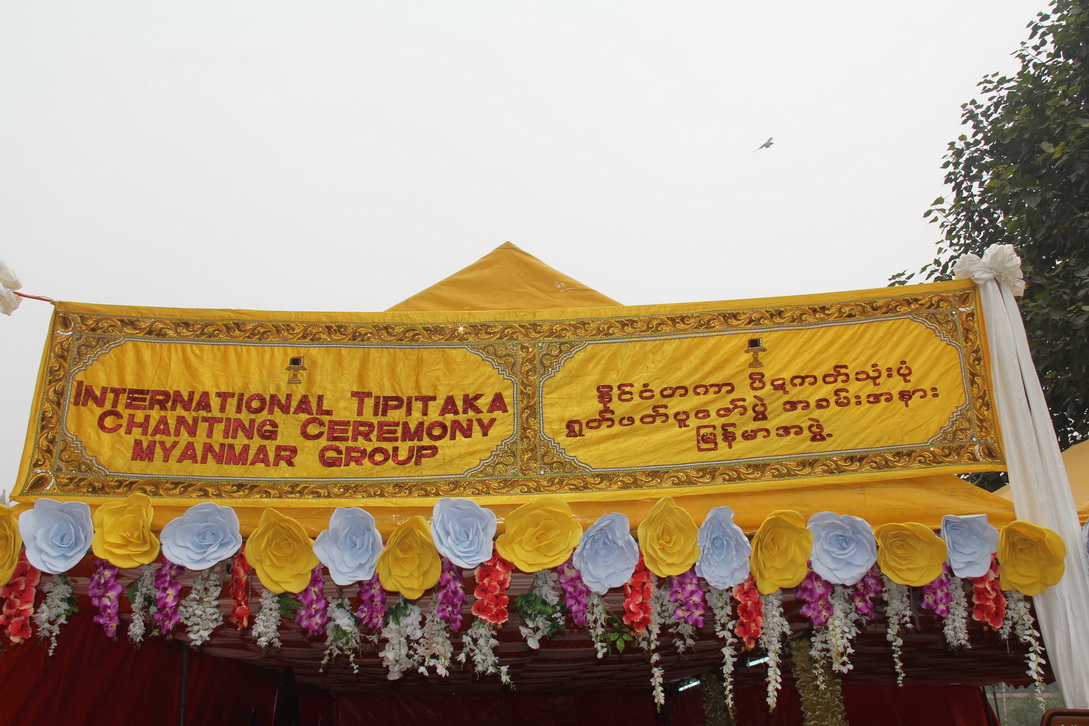 INTERNATIONAL TIPITAKA
CHANTING CEREMONY
MYANMAR GROUP
နိုင်ငံတကာ ပိဋကတ်သုံးပုံ
ရွတ်ဖတ်ပူဇော်ပွဲ အခမ်းအနား
မြန်မာအဖွဲ့